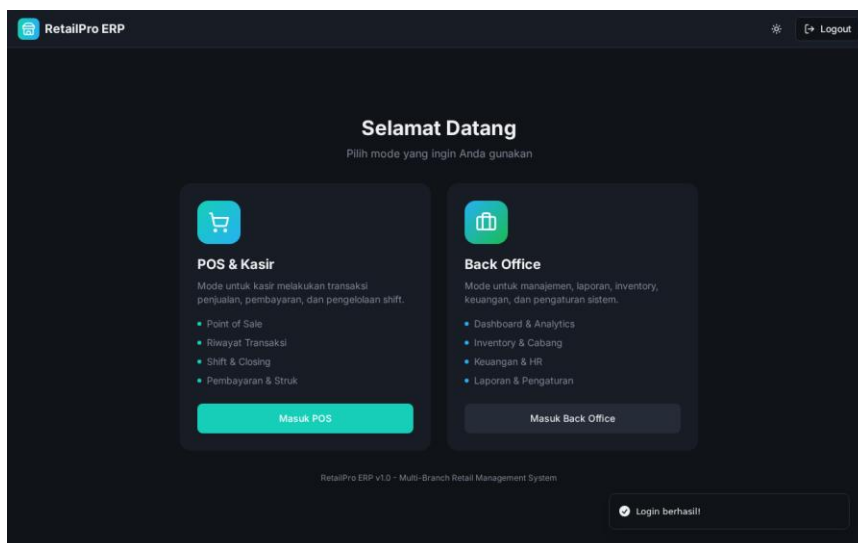 RetailPro ERP
Logout
Selamat Datang
Pilih mode yang ingin Anda gunakan
POS & Kasir
Mode untuk kasir melakukan transaksi
penjualan, pembayaran, dan pengelolaan shift.
Point of Sale
Riwayat Transaksi
Shift & Closing
Pembayaran & Struk
Masuk POS
Back Office
Mode untuk manajemen, laporan, inventory,
keuangan, dan pengaturan sistem.
Dashboard & Analytics
Inventory & Cabang
Keuangan & HR
Laporan & Pengaturan
Masuk Back Office
RetailPro ERP v1.0 - Multi-Branch Retail Management System
Login berhasil!